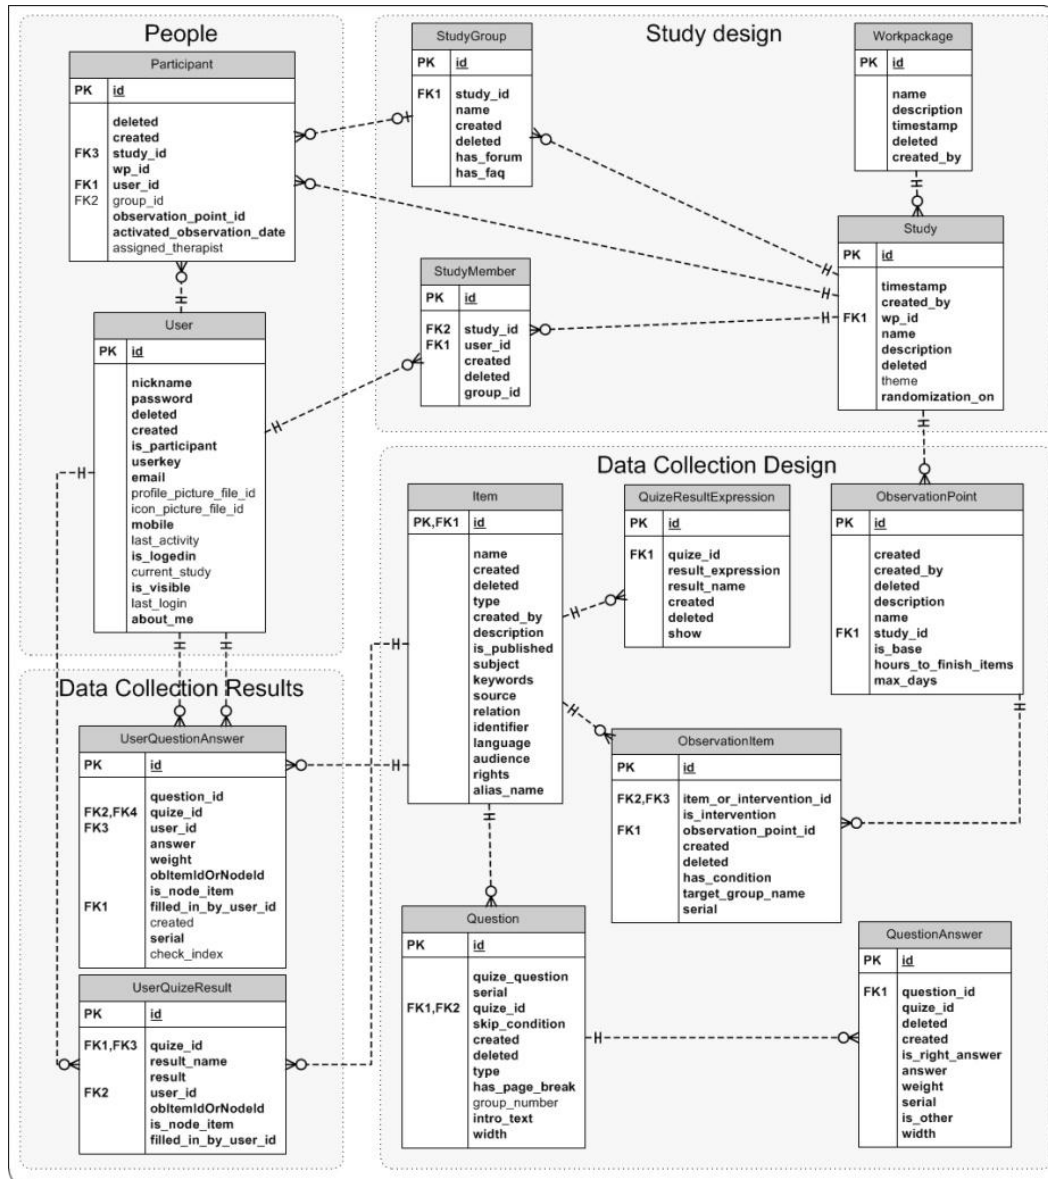 People
Participant
PK id
deleted
created
FK3 study_id
wp_id
FK1 user_id
FK2 group_id
observation_point_id
activated_observation_date
assigned_therapist
User
PK id
nickname
password
deleted
created
is_participant
userkey
email
profile_picture_file_id
icon_picture_file_id
mobile
last_activity
is_logedin
current_study
is_visible
last_login
about_me
Study design
StudyGroup
PK id
FK1 study_id
name
created
deleted
has_forum
has_faq
Workpackage
PK id
name
description
timestamp
deleted
created_by
StudyMember
PK id
FK2 study_id
FK1 user_id
created
deleted
group_id
Study
PK id
timestamp
created_by
FK1 wp_id
name
description
deleted
theme
randomization_on
Data Collection Design
Item
PK,FK1 id
name
created
deleted
type
created_by
description
is_published
subject
keywords
source
relation
identifier
language
audience
rights
alias_name
QuizeResultExpression
PK id
FK1 quize_id
result_expression
result_name
created
deleted
show
ObservationPoint
PK id
created
created_by
deleted
description
name
FK1 study_id
is_base
hours_to_finish_items
max_days
ObservationItem
PK id
FK2,FK3 item_or_intervention_id
is_intervention
FK1 observation_point_id
created
deleted
has_condition
target_group_name
serial
Question
PK id
quize_question
serial
FK1,FK2 quize_id
skip_condition
created
deleted
type
has_page_break
group_number
intro_text
width
QuestionAnswer
PK id
FK1 question_id
quize_id
deleted
created
is_right_answer
answer
weight
serial
is_other
width
Data Collection Results
UserQuestionAnswer
PK id
question_id
FK2,FK4 quize_id
FK3 user_id
answer
weight
obItemIdOrNodeId
is_node_item
FK1 filled_in_by_user_id
created
serial
check_index
UserQuizeResult
PK id
FK1,FK3 quize_id
result_name
result
FK2 user_id
obItemIdOrNodeId
is_node_item
filled_in_by_user_id